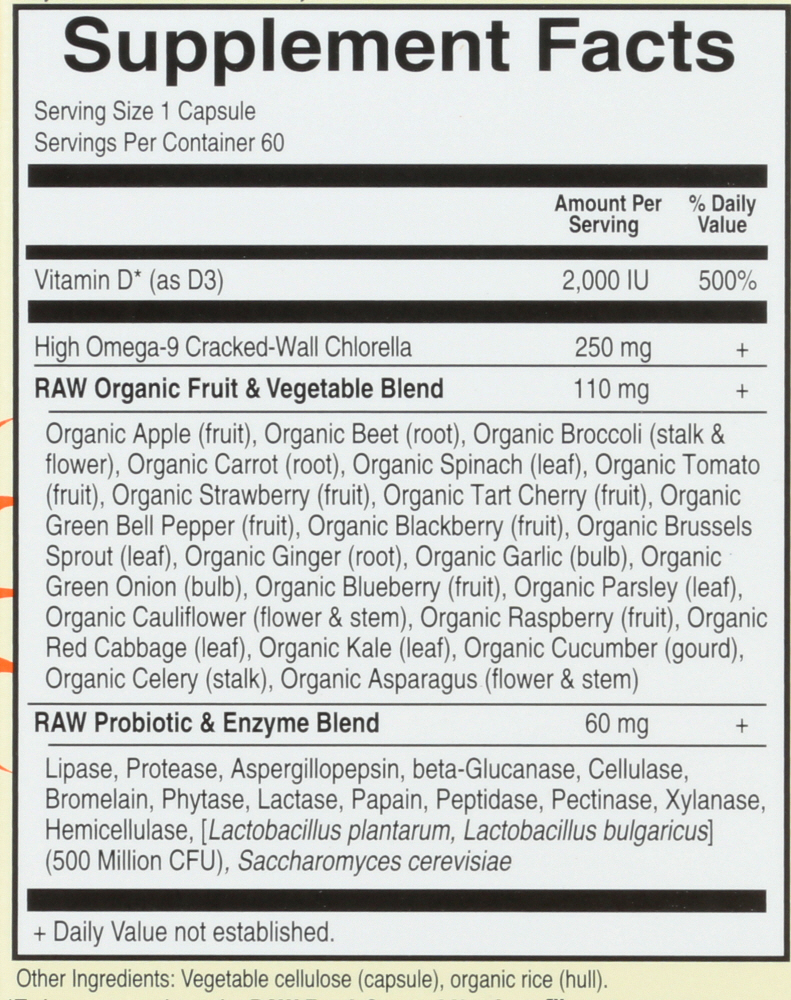 Supplement Facts
Serving Size 1 Capsule
Servings Per Container 60
Amount Per Serving % Daily Value
Vitamin D* (as D3) 2,000 IU 500%
High Omega-9 Cracked-Wall Chlorella 250 mg +
RAW Organic Fruit & Vegetable Blend 110 mg +
Organic Apple (fruit), Organic Beet (root), Organic Broccoli (stalk &
flower), Organic Carrot (root), Organic Spinach (leaf), Organic Tomato
(fruit), Organic Strawberry (fruit), Organic Tart Cherry (fruit), Organic
Green Bell Pepper (fruit), Organic Blackberry (fruit), Organic Brussels
Sprout (leaf), Organic Ginger (root), Organic Garlic (bulb), Organic
Green Onion (bulb), Organic Blueberry (fruit), Organic Parsley (leaf),
Organic Cauliflower (flower & stem), Organic Raspberry (fruit), Organic
Red Cabbage (leaf), Organic Kale (leaf), Organic Cucumber (gourd),
Organic Celery (stalk), Organic Asparagus (flower & stem)
RAW Probiotic & Enzyme Blend 60 mg +
Lipase, Protease, Aspergillopepsin, beta-Glucanase, Cellulase,
Bromelain, Phytase, Lactase, Papain, Peptidase, Pectinase, Xylanase,
Hemicellulase, [Lactobacillus plantarum, Lactobacillus bulgaricus]
(500 Million CFU), Saccharomyces cerevisiae
+ Daily Value not established.
Other Ingredients: Vegetable cellulose (capsule), organic rice (hull).